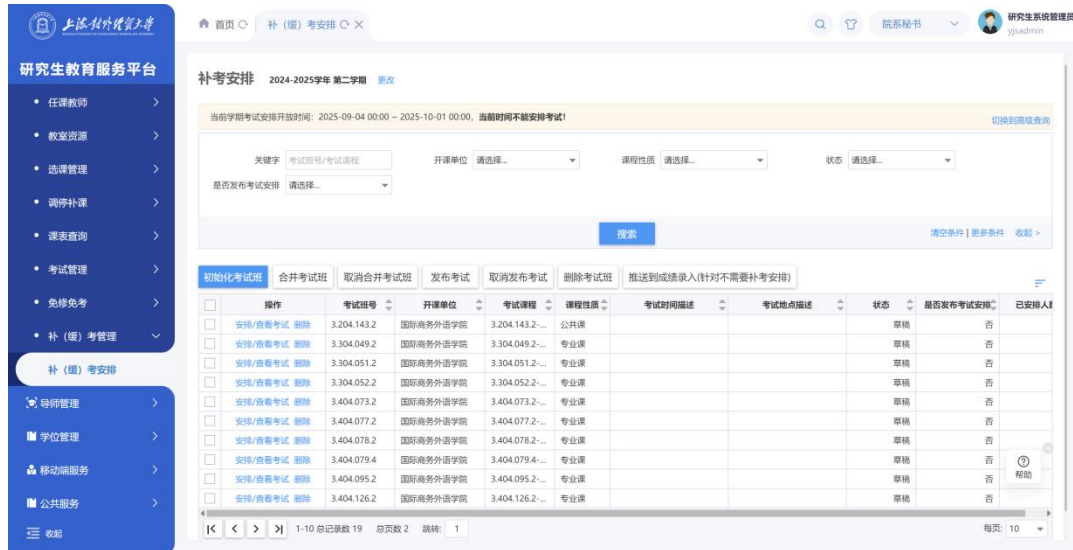 上海对外经贸大学
研究生教育服务平台
任课教师
教室资源
选课管理
调停补课
课表查询
考试管理
免修免考
补（缓）考管理
补（缓）考安排
导师管理
学位管理
移动端服务
公共服务
收起
首页 补（缓）考安排
院系秘书 研究生系统管理员
yjsadmin
补考安排 2024-2025学年 第二学期 更改
当前学期考试安排开放时间：2025-09-04 00:00 ~ 2025-10-01 00:00, 当前时间不能安排考试!
切换到高级查询
关键字 考试班号/考试课程 开课单位 请选择... 课程性质 请选择... 状态 请选择...
是否发布考试安排 请选择...
搜索 清空条件 | 更多条件 收起 >
初始化考试班 合并考试班 取消合并考试班 发布考试 取消发布考试 删除考试班 推送到成绩录入(针对不需要补考安排)
操作 考试班号 开课单位 考试课程 课程性质 考试时间描述 考试地点描述 状态 是否发布考试安排 已安排人
安排/查看考试 删除 3.204.143.2 国际商务外语学院 3.204.143.2-... 公共课 草稿 否
安排/查看考试 删除 3.304.049.2 国际商务外语学院 3.304.049.2-... 专业课 草稿 否
安排/查看考试 删除 3.304.051.2 国际商务外语学院 3.304.051.2-... 专业课 草稿 否
安排/查看考试 删除 3.304.052.2 国际商务外语学院 3.304.052.2-... 专业课 草稿 否
安排/查看考试 删除 3.404.073.2 国际商务外语学院 3.404.073.2-... 专业课 草稿 否
安排/查看考试 删除 3.404.077.2 国际商务外语学院 3.404.077.2-... 专业课 草稿 否
安排/查看考试 删除 3.404.078.2 国际商务外语学院 3.404.078.2-... 专业课 草稿 否
安排/查看考试 删除 3.404.079.4 国际商务外语学院 3.404.079.4-... 专业课 草稿 否
安排/查看考试 删除 3.404.095.2 国际商务外语学院 3.404.095.2-... 专业课 草稿 否
安排/查看考试 删除 3.404.126.2 国际商务外语学院 3.404.126.2-... 专业课 草稿 否
帮助
1-10 总记录数 19 总页数 2 跳转: 1 每页: 10